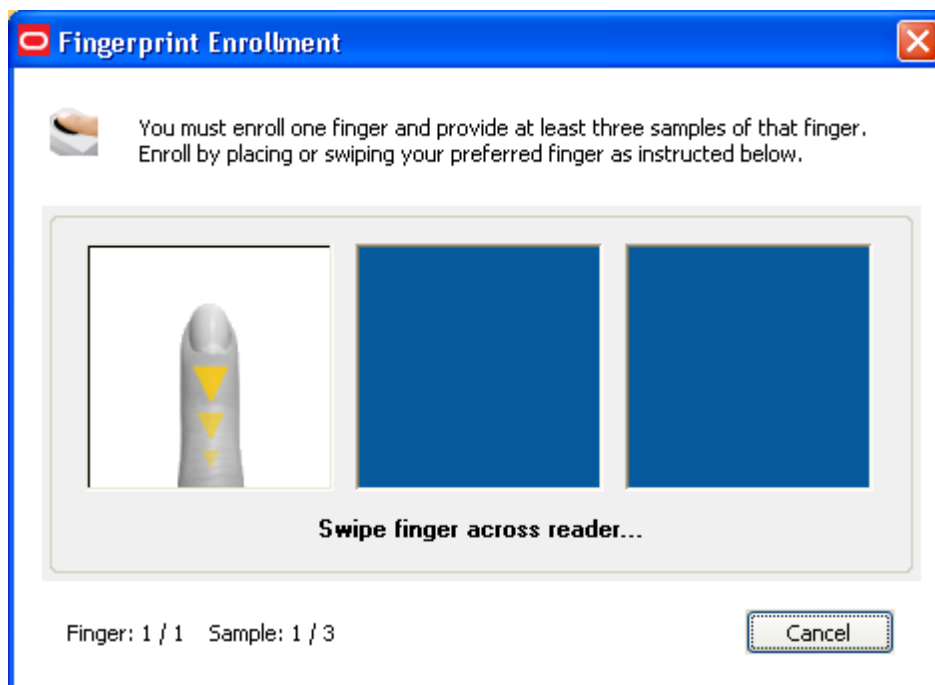 Fingerprint Enrollment
You must enroll one finger and provide at least three samples of that finger.
Enroll by placing or swiping your preferred finger as instructed below.
Swipe finger across reader...
Finger: 1 / 1   Sample: 1 / 3
Cancel